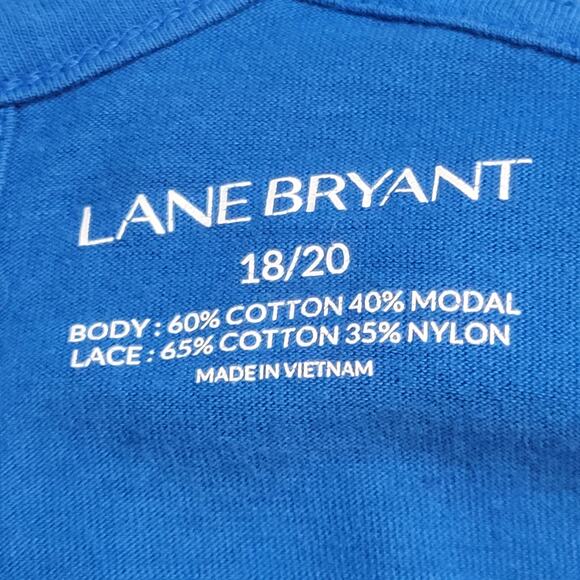 LANE BRYANT
18/20
BODY : 60% COTTON 40% MODAL
LACE : 65% COTTON 35% NYLON
MADE IN VIETNAM